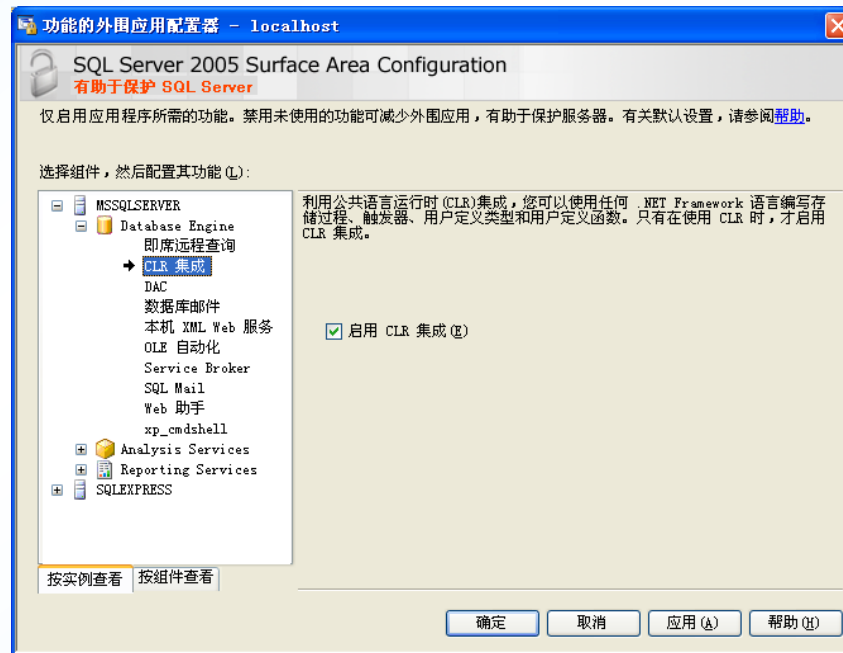 功能的外围应用配置器 - localhost
SQL Server 2005 Surface Area Configuration
有助于保护 SQL Server
仅启用应用程序所需的功能。禁用未使用的功能可减少外围应用，有助于保护服务器。有关默认设置，请参阅帮助。
选择组件，然后配置其功能(L):
MSSQLSERVER
Database Engine
即席远程查询
CLR 集成
DAC
数据库邮件
本机 XML Web 服务
OLE 自动化
Service Broker
SQL Mail
Web 助手
xp_cmdshell
Analysis Services
Reporting Services
SQLEXPRESS
按实例查看 按组件查看
利用公共语言运行时(CLR)集成，您可以使用任何 .NET Framework 语言编写存
储过程、触发器、用户定义类型和用户定义函数。只有在使用 CLR 时，才启用
CLR 集成。
启用 CLR 集成(E)
确定 取消 应用(A) 帮助(H)